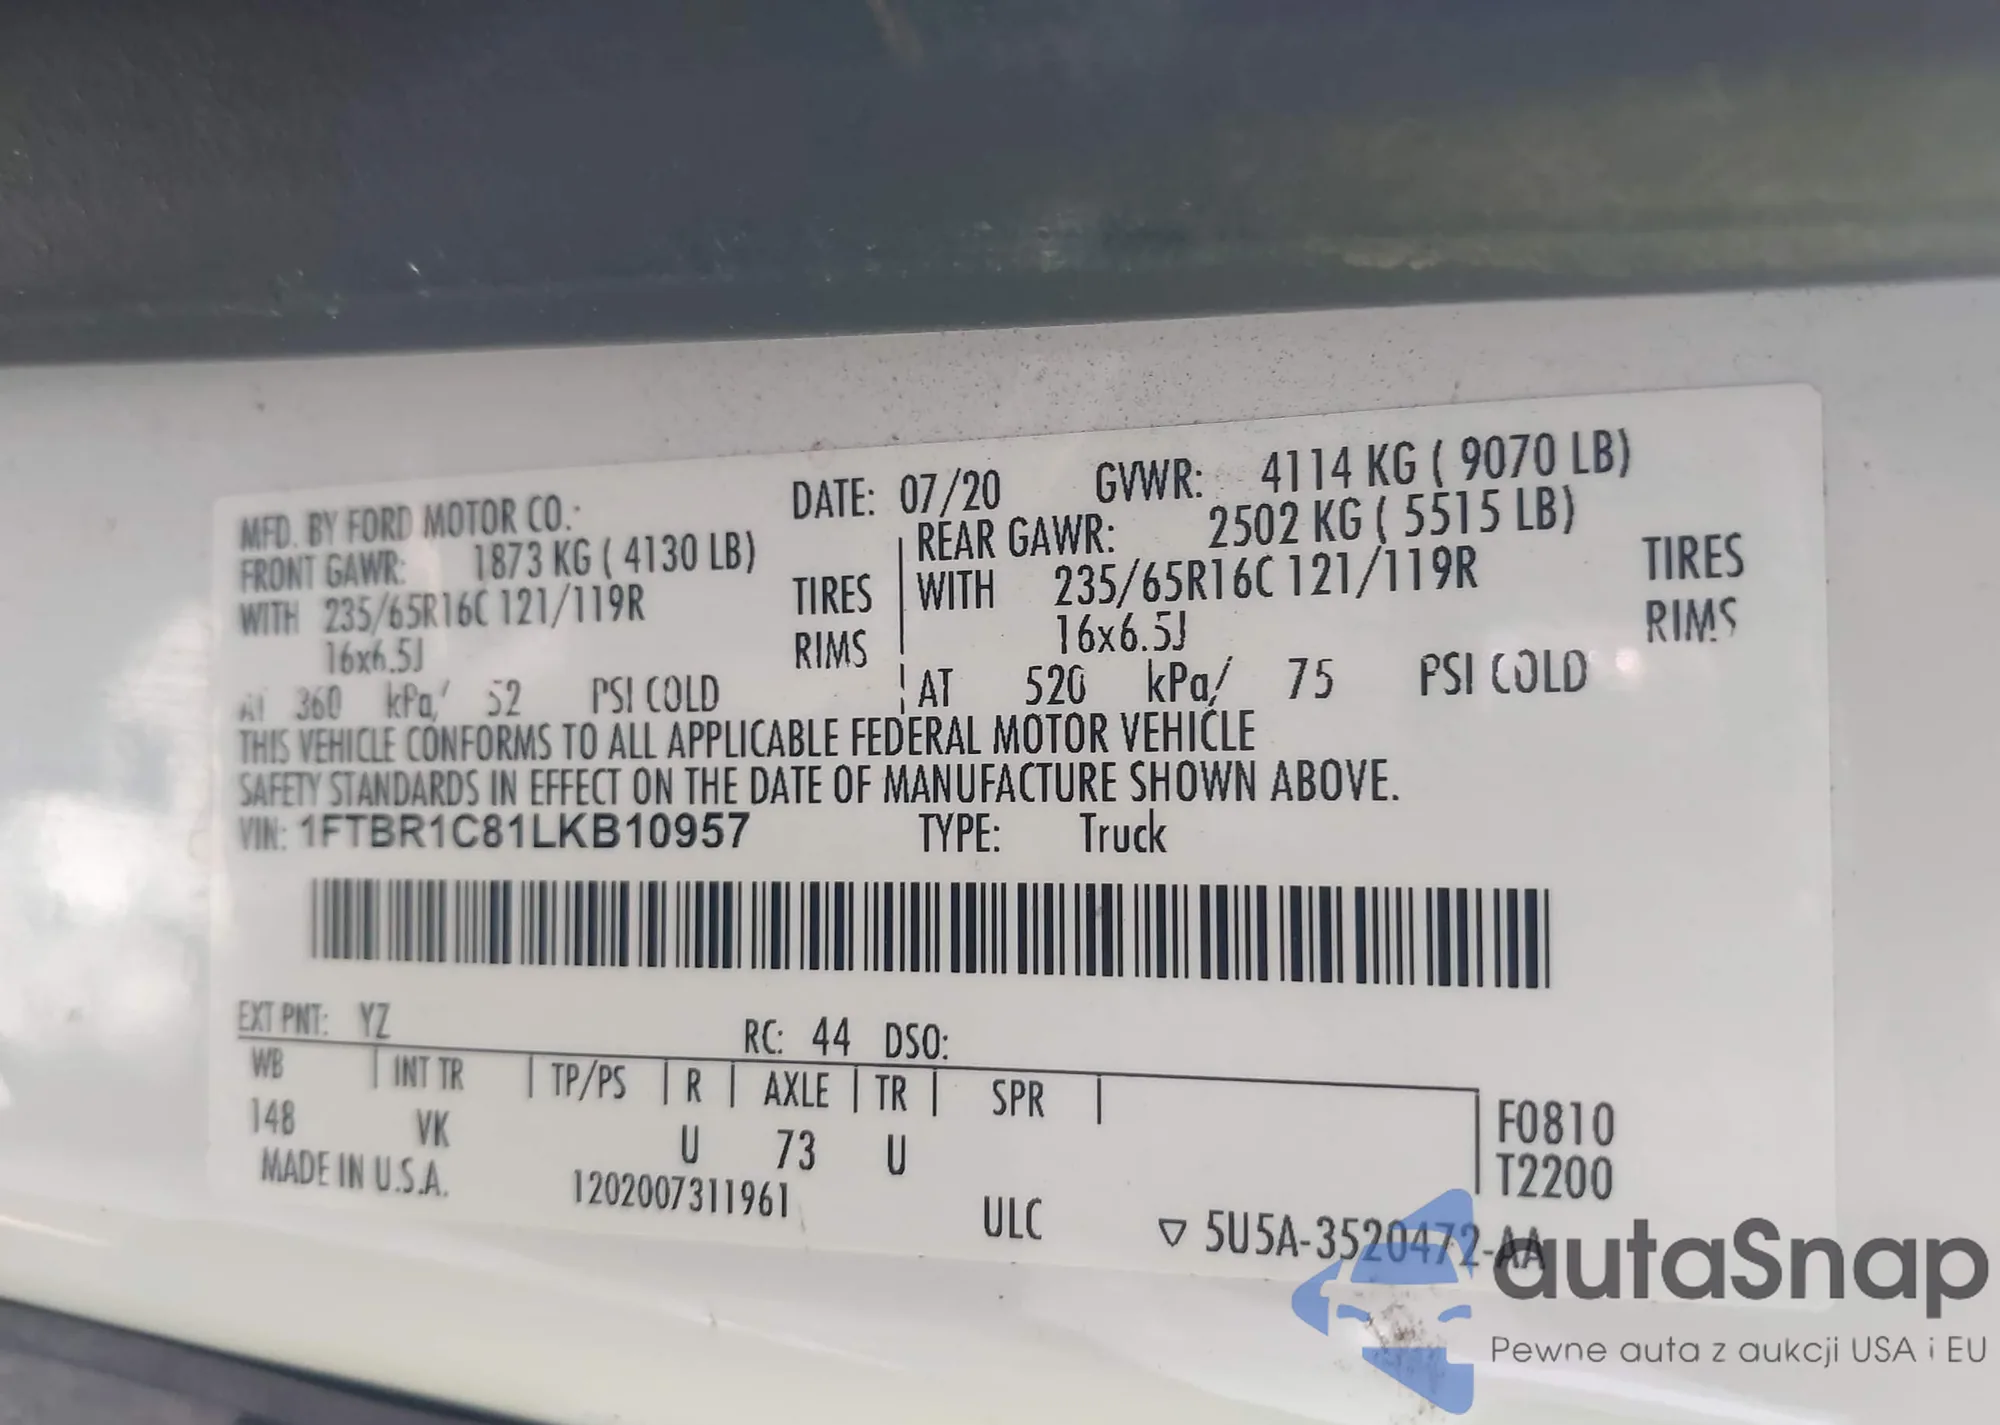 MFD. BY FORD MOTOR CO. DATE: 07/20 GVWR: 4114 KG ( 9070 LB)
FRONT GAWR: 1873 KG ( 4130 LB) REAR GAWR: 2502 KG ( 5515 LB)
WITH 235/65R16C 121/119R TIRES WITH 235/65R16C 121/119R TIRES
16x6.5J RIMS 16x6.5J RIMS
AT 360 kPa/ 52 PSI COLD AT 520 kPa/ 75 PSI COLD
THIS VEHICLE CONFORMS TO ALL APPLICABLE FEDERAL MOTOR VEHICLE
SAFETY STANDARDS IN EFFECT ON THE DATE OF MANUFACTURE SHOWN ABOVE.
VIN: 1FTBR1C81LKB10957 TYPE: Truck
EXT PNT: YZ RC: 44 DSO:
WB INT TR TP/PS R AXLE TR SPR
148 VK U 73 U
F0810
T2200
MADE IN U.S.A. 1202007311961 ULC ▽ 5U5A-3520472-AA
autaSnap
Pewne auta z aukcji USA i EU